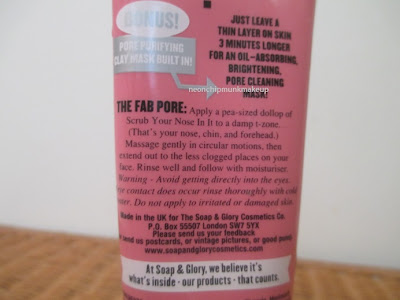 BONUS!
PORE PURIFYING
CLAY MASK BUILT IN!
JUST LEAVE A
THIN LAYER ON SKIN
3 MINUTES LONGER
FOR AN OIL-ABSORBING,
BRIGHTENING,
PORE CLEANING
MASK!
neonchipmunkmakeup
THE FAB PORE: Apply a pea-sized dollop of
Scrub Your Nose In It to a damp t-zone.
(That's your nose, chin, and forehead.)
Massage gently in circular motions, then
extend out to the less clogged places on your
face. Rinse well and follow with moisturiser.
Warning - Avoid getting directly into the eyes.
eye contact does occur rinse thoroughly with cold
water. Do not apply to irritated or damaged skin.
Made in the UK for The Soap & Glory Cosmetics Co.
P.O. Box 55507 London SW7 5YX
Please send us your feedback
or send us postcards, or vintage pictures, or good puns
www.soapandglorycosmetics.com
At Soap & Glory, we believe it's
what's inside - our products - that counts.